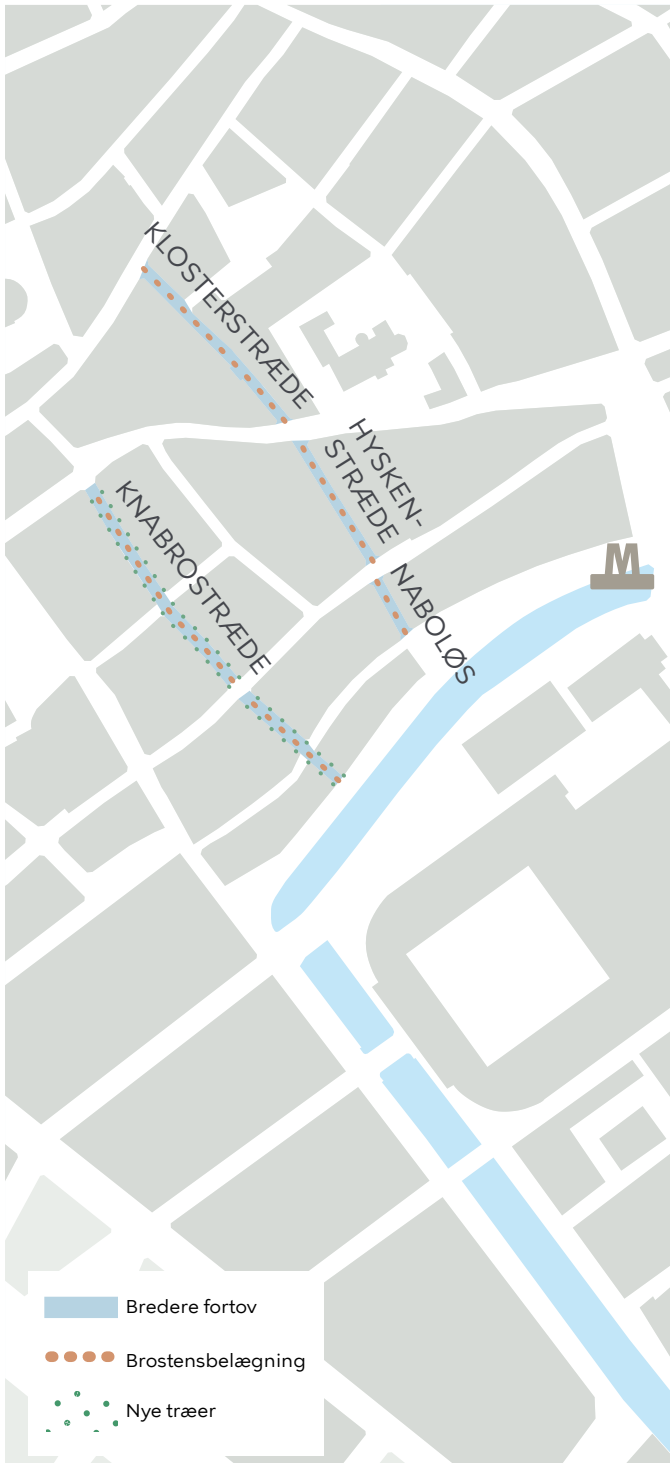 KLOSTERSTRÆDE
HYSKEN-
STRÆDE
KNABROSTRÆDE
NABOLØS
M
Bredere fortov
Brostensbelægning
Nye træer